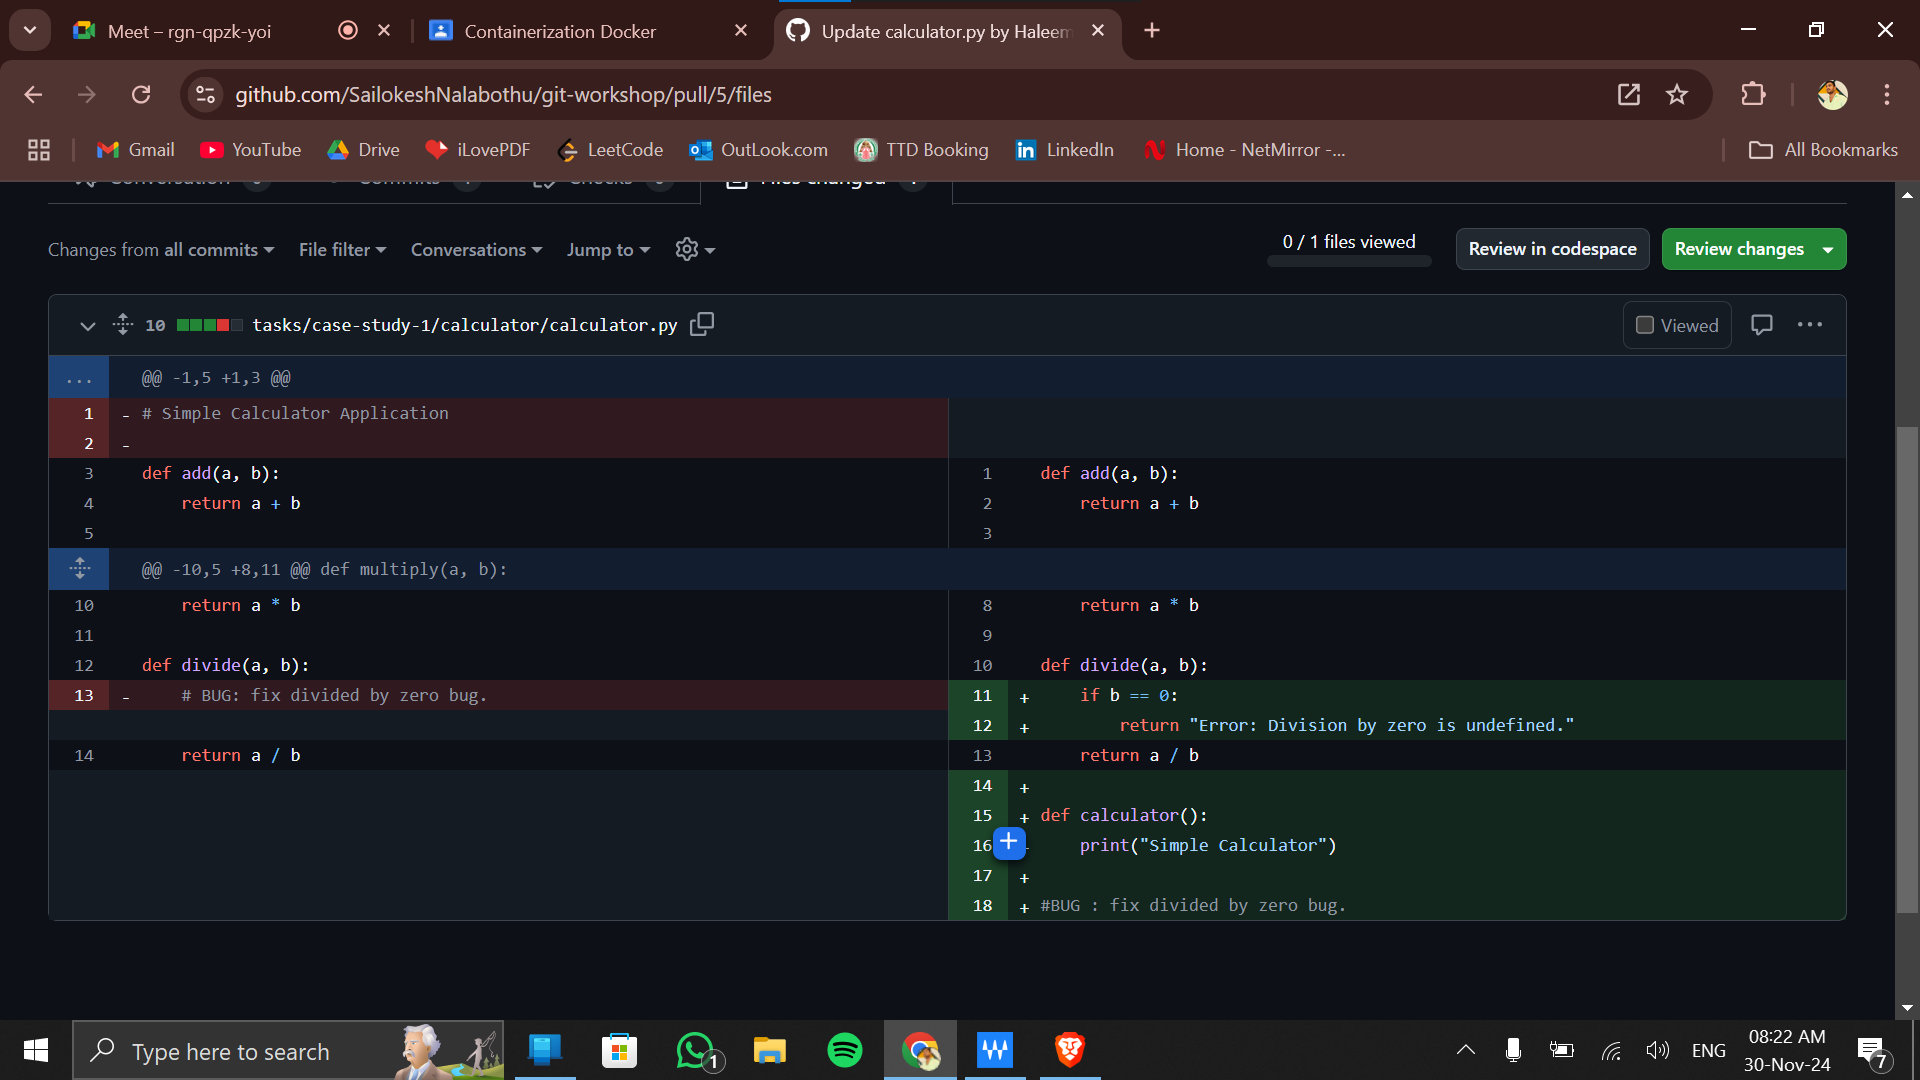 Meet – rgn-qpzk-yoi
Containerization Docker
Update calculator.py by Haleem
github.com/SailokeshNalabothu/git-workshop/pull/5/files
Gmail
YouTube
Drive
iLovePDF
LeetCode
OutLook.com
TTD Booking
LinkedIn
Home - NetMirror -...
All Bookmarks
Conversation
Commits
Checks
Files changed
Changes from all commits
File filter
Conversations
Jump to
0 / 1 files viewed
Review in codespace
Review changes
10
tasks/case-study-1/calculator/calculator.py
Viewed
... @@ -1,5 +1,3 @@
1 - # Simple Calculator Application
2 -
3 def add(a, b): 1 def add(a, b):
4 return a + b 2 return a + b
5 3
@@ -10,5 +8,11 @@ def multiply(a, b):
10 return a * b 8 return a * b
11 9
12 def divide(a, b): 10 def divide(a, b):
13 - # BUG: fix divided by zero bug. 11 + if b == 0:
12 + return "Error: Division by zero is undefined."
14 return a / b 13 return a / b
14 +
15 + def calculator():
16 print("Simple Calculator")
17 +
18 + #BUG : fix divided by zero bug.
Type here to search
1
ENG
08:22 AM
30-Nov-24
7